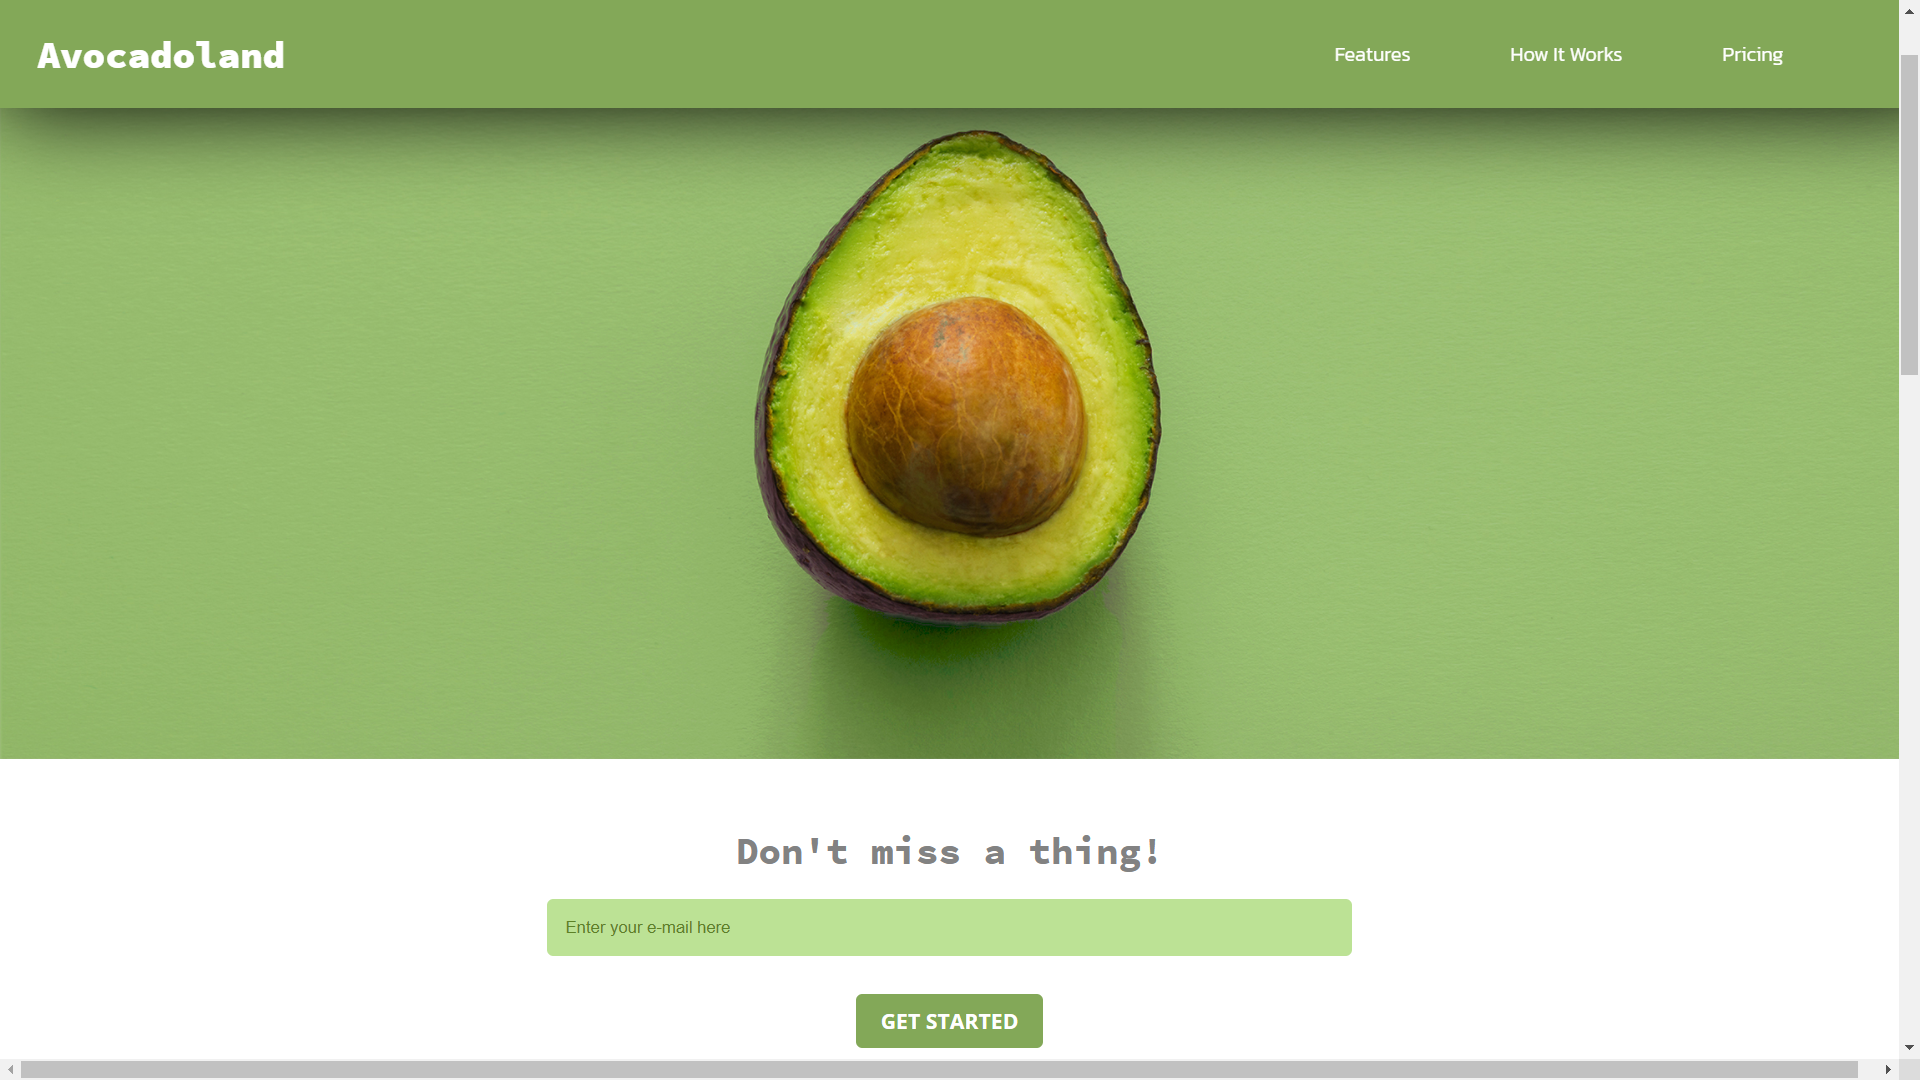 Avocadoland
Features
How It Works
Pricing
Don't miss a thing!
Enter your e-mail here
GET STARTED